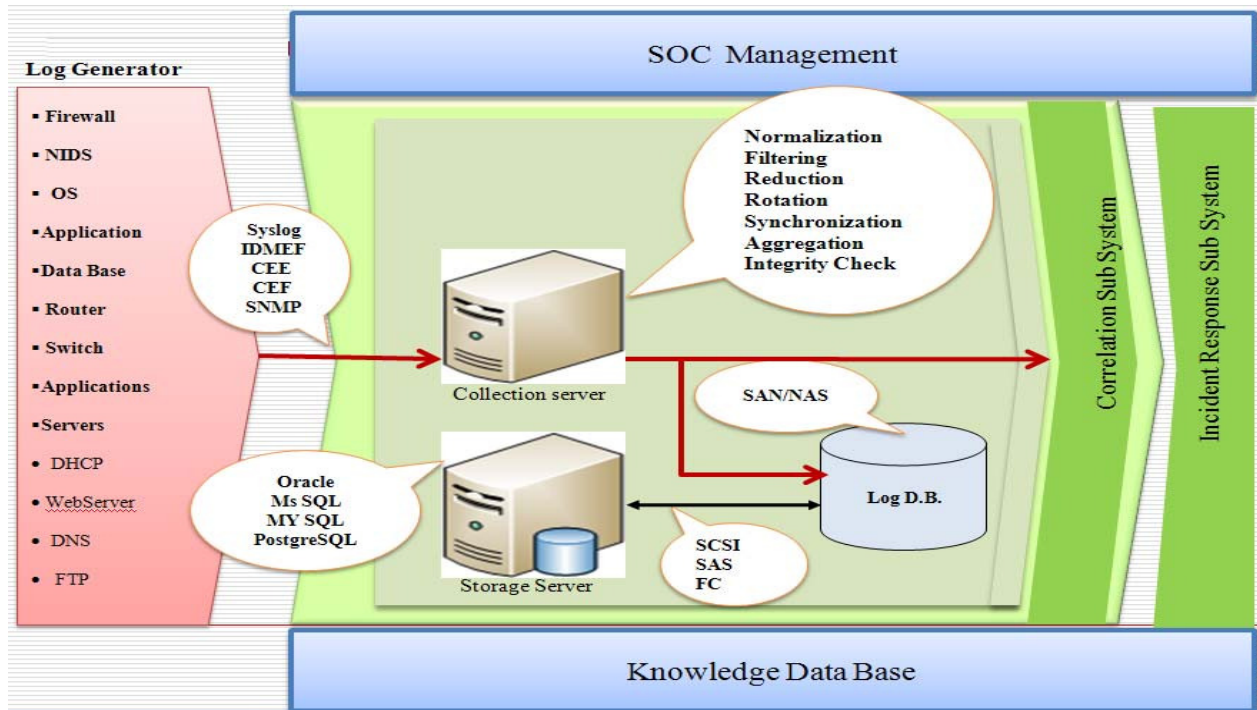 SOC Management
Log Generator
▪ Firewall
▪ NIDS
▪ OS
▪Application
▪Data Base
▪ Router
▪ Switch
▪ Applications
▪Servers
• DHCP
• WebServer
• DNS
• FTP
Syslog
IDMEF
CEE
CEF
SNMP
Normalization
Filtering
Reduction
Rotation
Synchronization
Aggregation
Integrity Check
Collection server
SAN/NAS
Oracle
Ms SQL
MY SQL
PostgreSQL
Storage Server
Log D.B.
SCSI
SAS
FC
Correlation Sub System
Incident Response Sub System
Knowledge Data Base